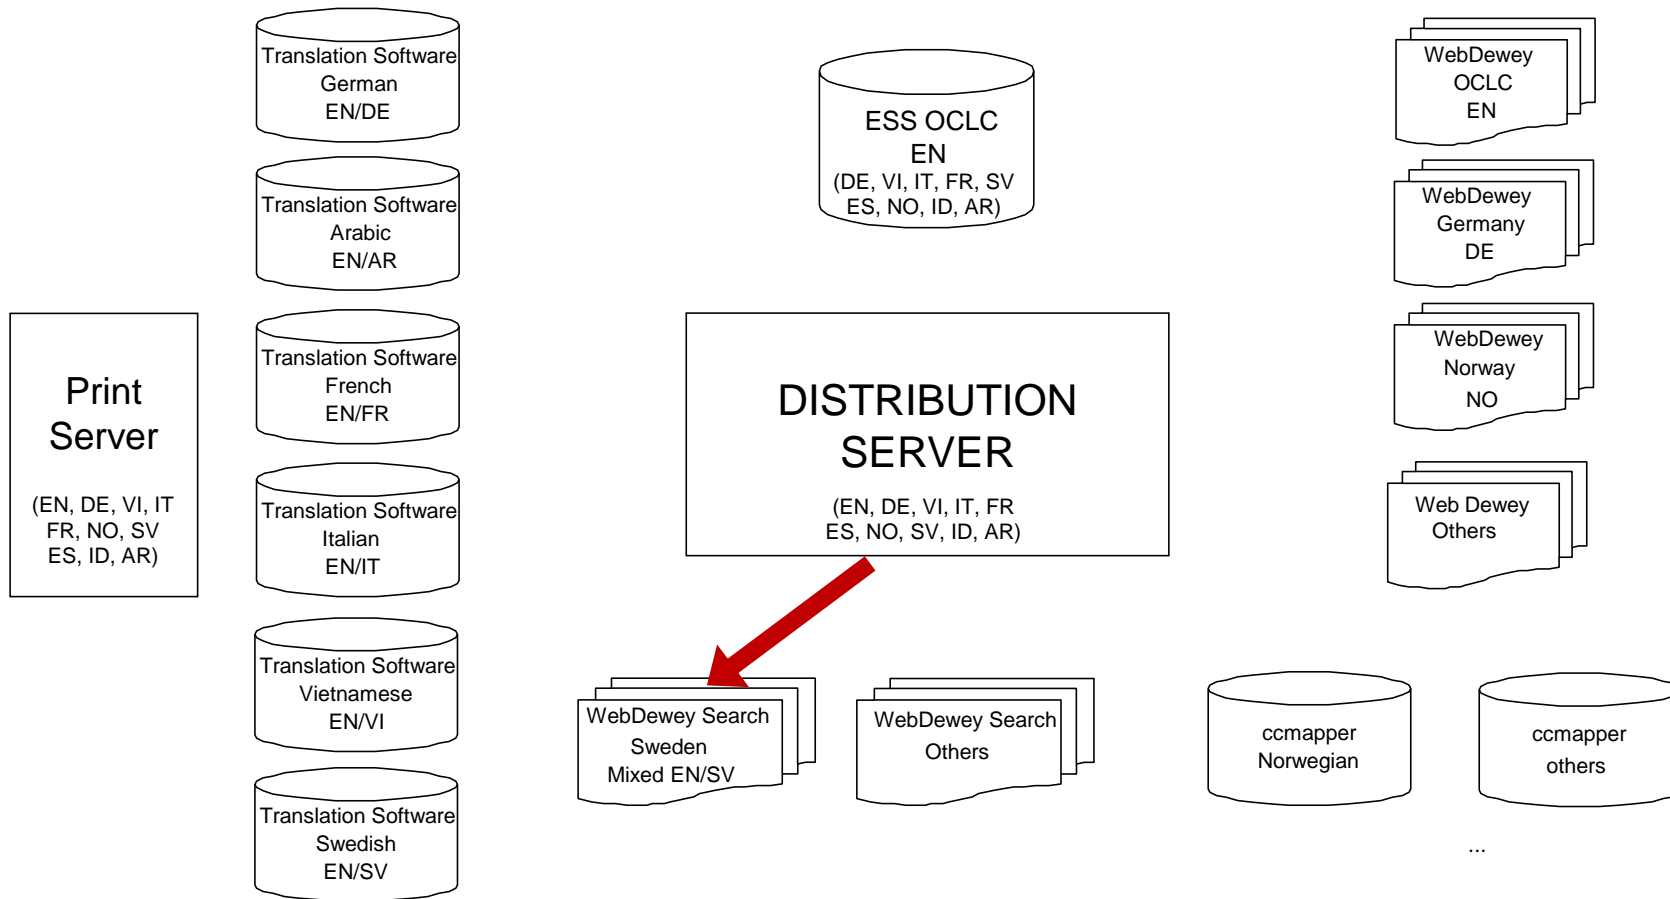 Translation Software
German
EN/DE
Translation Software
Arabic
EN/AR
Translation Software
French
EN/FR
Translation Software
Italian
EN/IT
Translation Software
Vietnamese
EN/VI
Translation Software
Swedish
EN/SV
Print
Server
(EN, DE, VI, IT
FR, NO, SV
ES, ID, AR)
ESS OCLC
EN
(DE, VI, IT, FR, SV
ES, NO, ID, AR)
DISTRIBUTION
SERVER
(EN, DE, VI, IT, FR
ES, NO, SV, ID, AR)
WebDewey Search
Sweden
Mixed EN/SV
WebDewey Search
Others
WebDewey
OCLC
EN
WebDewey
Germany
DE
WebDewey
Norway
NO
Web Dewey
Others
ccmapper
Norwegian
ccmapper
others
...